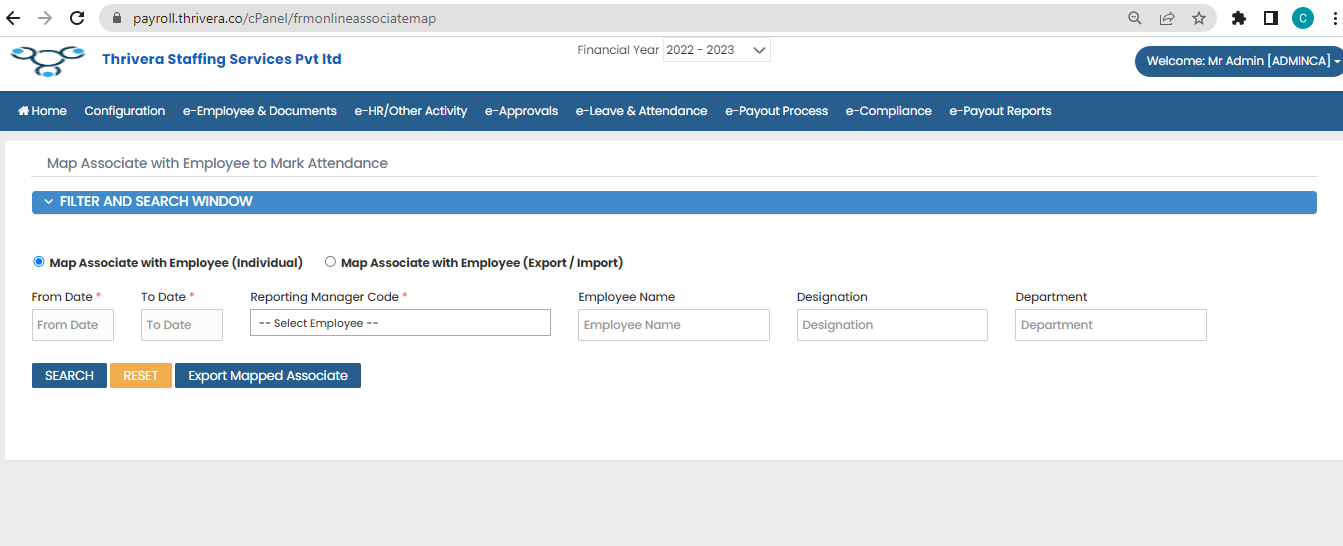 payroll.thrivera.co/cPanel/frmonlineassociatemap
C
Thrivera Staffing Services Pvt ltd
Financial Year 2022 - 2023
Welcome: Mr Admin [ADMINCA]
Home Configuration e-Employee & Documents e-HR/Other Activity e-Approvals e-Leave & Attendance e-Payout Process e-Compliance e-Payout Reports
Map Associate with Employee to Mark Attendance
FILTER AND SEARCH WINDOW
Map Associate with Employee (Individual) Map Associate with Employee (Export / Import)
From Date * To Date * Reporting Manager Code * Employee Name Designation Department
From Date To Date -- Select Employee -- Employee Name Designation Department
SEARCH RESET Export Mapped Associate